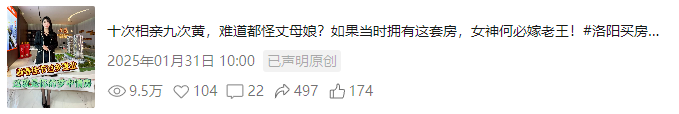 十次相亲九次黄，难道都怪丈母娘？如果当时拥有这套房，女神何必嫁老王！#洛阳买房...
2025年01月31日 10:00 已声明原创
9.5万 104 22 497 174